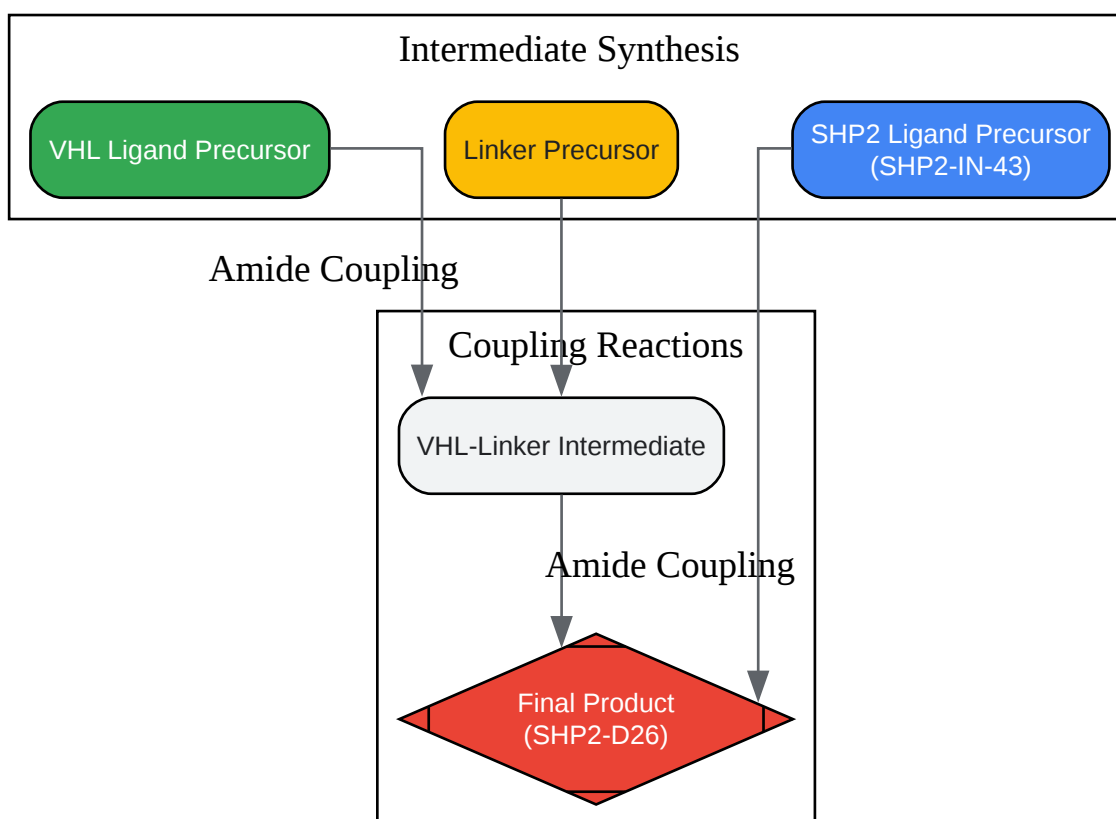 Intermediate Synthesis
VHL Ligand Precursor
Linker Precursor
SHP2 Ligand Precursor
(SHP2-IN-43)
Amide Coupling
Coupling Reactions
VHL-Linker Intermediate
Amide Coupling
Final Product
(SHP2-D26)